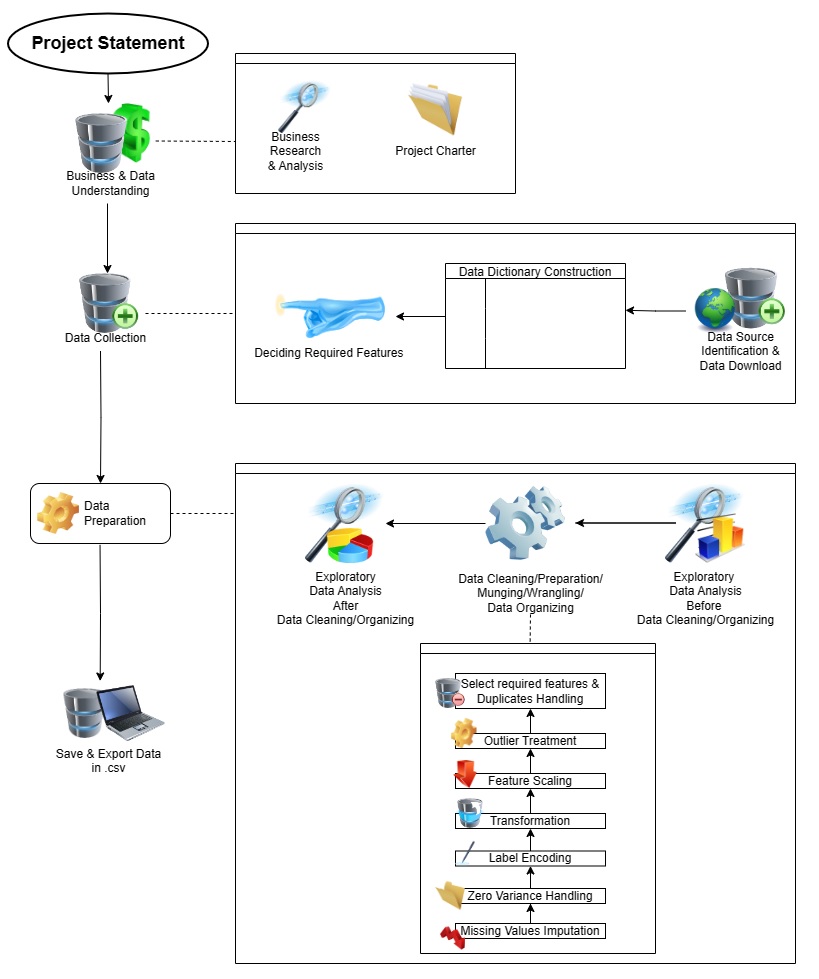 Project Statement
Business & Data
Understanding
Business
Research
& Analysis
Project Charter
Data Collection
Deciding Required Features
Data Dictionary Construction
Data Source
Identification &
Data Download
Data
Preparation
Exploratory
Data Analysis
After
Data Cleaning/Organizing
Data Cleaning/Preparation/
Munging/Wrangling/
Data Organizing
Exploratory
Data Analysis
Before
Data Cleaning/Organizing
Select required features &
Duplicates Handling
Outlier Treatment
Feature Scaling
Transformation
Label Encoding
Zero Variance Handling
Missing Values Imputation
Save & Export Data
in .csv